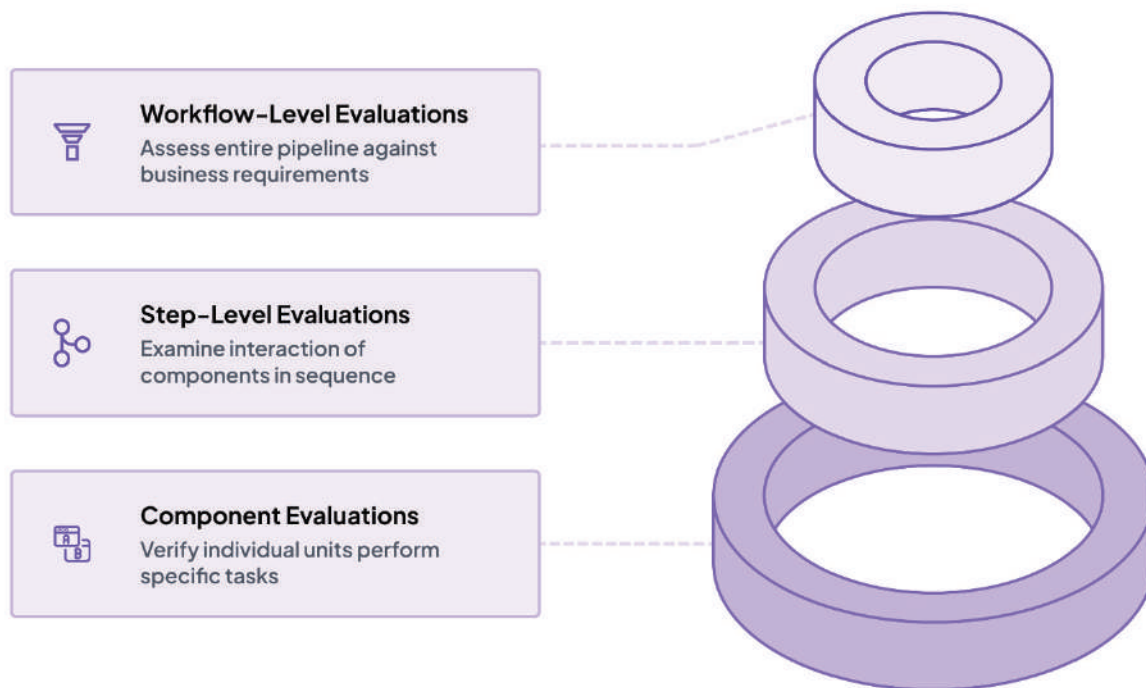 Workflow-Level Evaluations
Assess entire pipeline against
business requirements
Step-Level Evaluations
Examine interaction of
components in sequence
A
B
Component Evaluations
Verify individual units perform
specific tasks